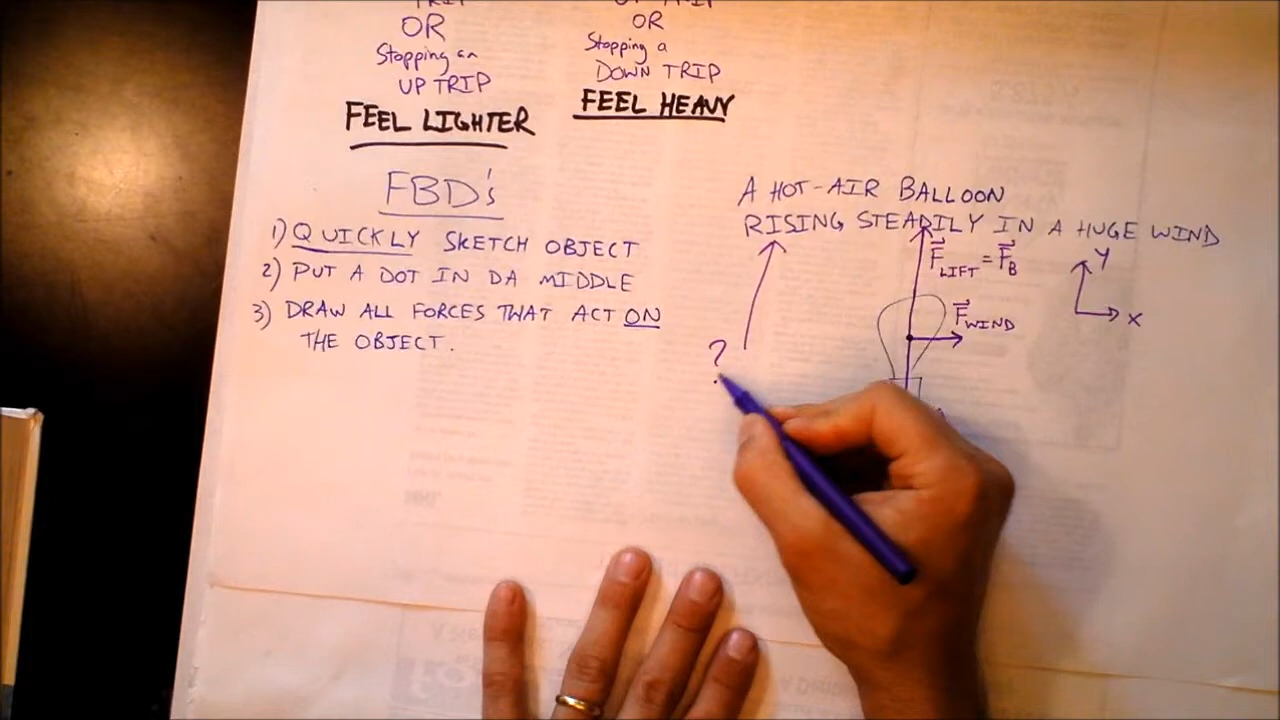 OR
Stopping an
UP TRIP
FEEL LIGHTER
OR
Stopping a
DOWN TRIP
FEEL HEAVY
FBD's
1) QUICKLY SKETCH OBJECT
2) PUT A DOT IN DA MIDDLE
3) DRAW ALL FORCES THAT ACT ON
THE OBJECT.
A HOT-AIR BALLOON
RISING STEADILY IN A HUGE WIND
F LIFT = F B
F WIND
Y
X
?